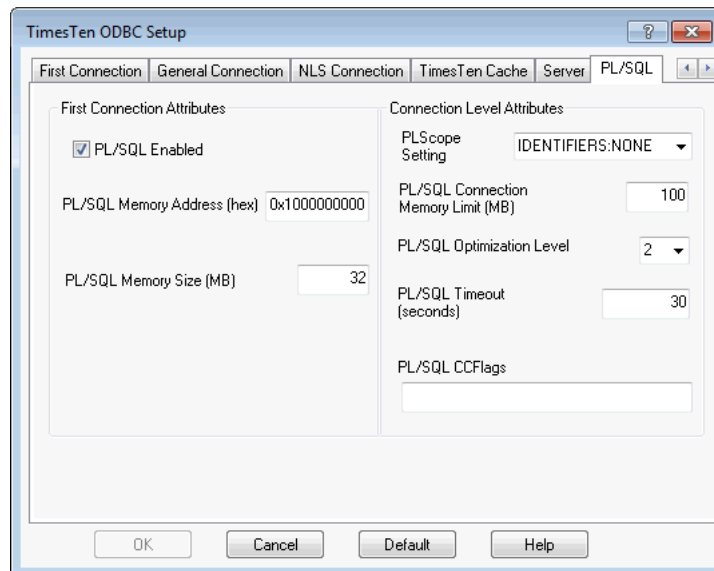 TimesTen ODBC Setup
First Connection General Connection NLS Connection TimesTen Cache Server PL/SQL
First Connection Attributes
PL/SQL Enabled
PL/SQL Memory Address (hex) 0x1000000000
PL/SQL Memory Size (MB) 32
Connection Level Attributes
PLScope
Setting IDENTIFIERS:NONE
PL/SQL Connection
Memory Limit (MB) 100
PL/SQL Optimization Level 2
PL/SQL Timeout
(seconds) 30
PL/SQL CCFlags
OK Cancel Default Help